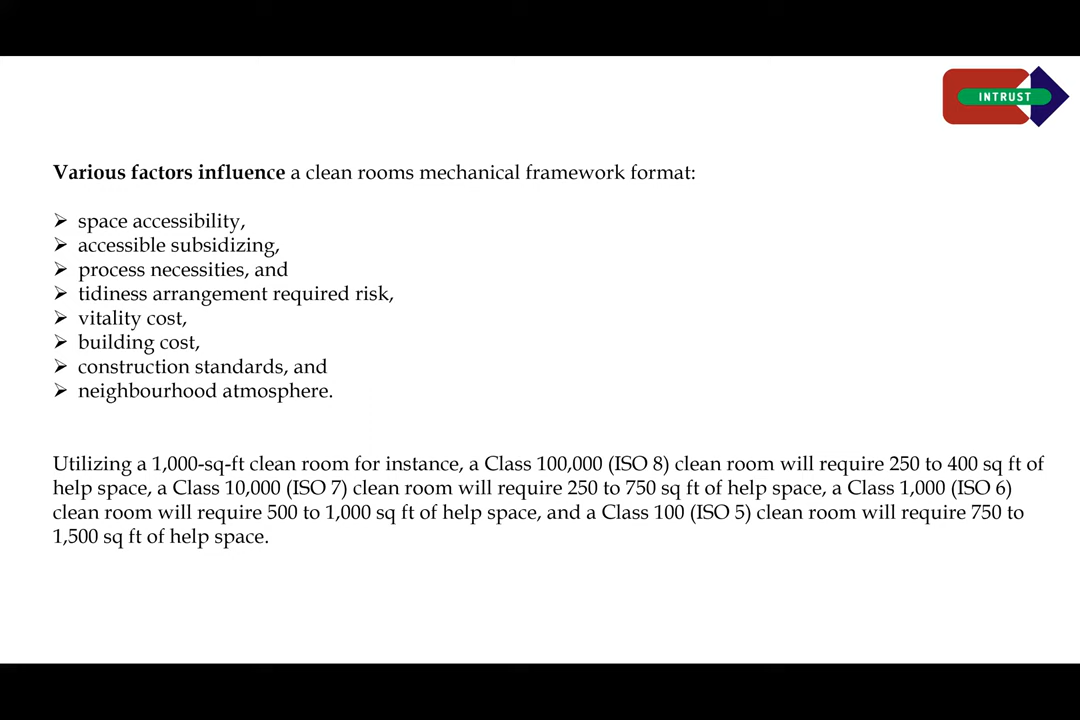 INTRUST
Various factors influence a clean rooms mechanical framework format:
➢ space accessibility,
➢ accessible subsidizing,
➢ process necessities, and
➢ tidiness arrangement required risk,
➢ vitality cost,
➢ building cost,
➢ construction standards, and
➢ neighbourhood atmosphere.
Utilizing a 1,000-sq-ft clean room for instance, a Class 100,000 (ISO 8) clean room will require 250 to 400 sq ft of
help space, a Class 10,000 (ISO 7) clean room will require 250 to 750 sq ft of help space, a Class 1,000 (ISO 6)
clean room will require 500 to 1,000 sq ft of help space, and a Class 100 (ISO 5) clean room will require 750 to
1,500 sq ft of help space.